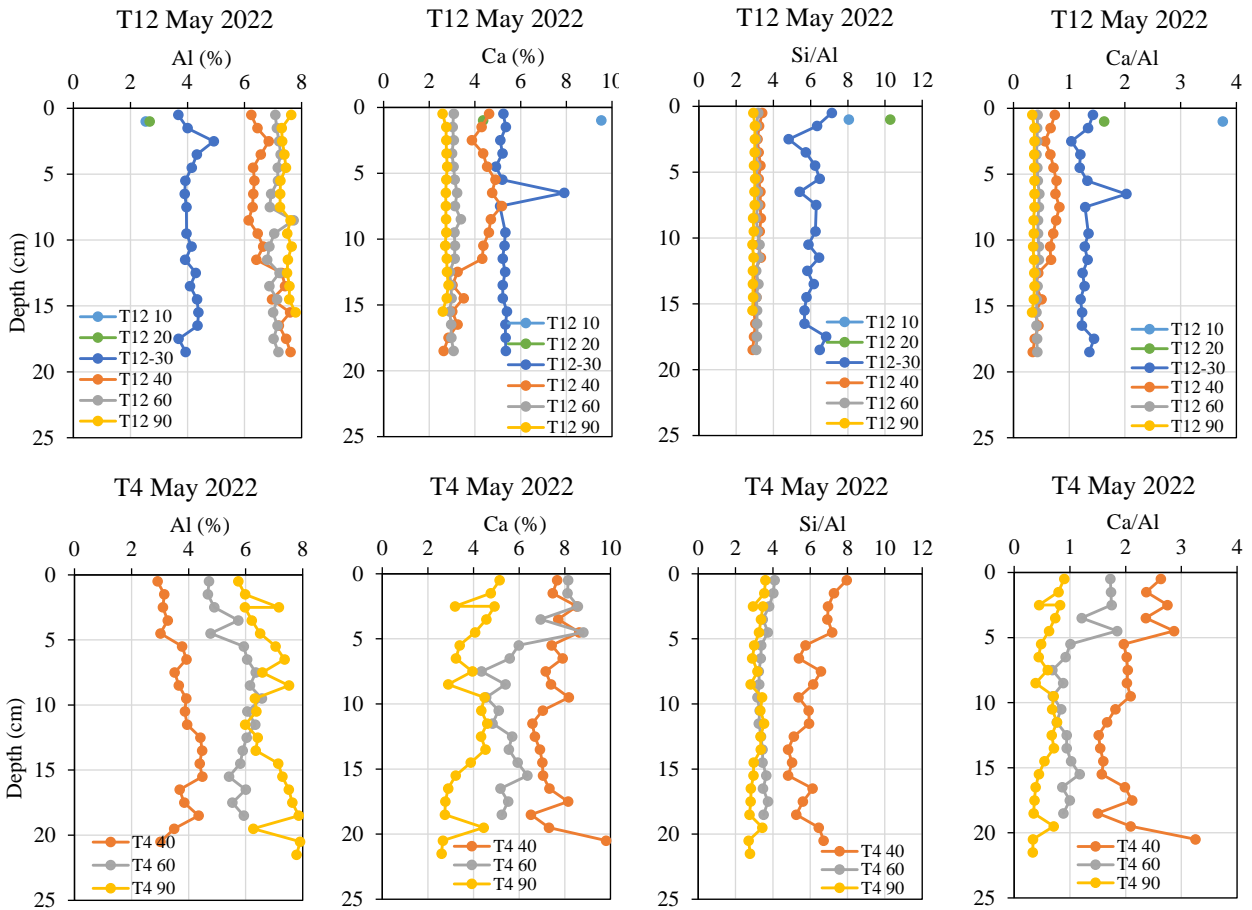 T12 May 2022
Al (%)
0 2 4 6 8
0
5
10
15
20
25
Depth (cm)
T12 10
T12 20
T12-30
T12 40
T12 60
T12 90
T12 May 2022
Ca (%)
0 2 4 6 8 10
0
5
10
15
20
25
T12 10
T12 20
T12-30
T12 40
T12 60
T12 90
T12 May 2022
Si/Al
0 2 4 6 8 10 12
0
5
10
15
20
25
T12 10
T12 20
T12-30
T12 40
T12 60
T12 90
T12 May 2022
Ca/Al
0 1 2 3 4
0
5
10
15
20
25
T12 10
T12 20
T12-30
T12 40
T12 60
T12 90
T4 May 2022
Al (%)
0 2 4 6 8
0
5
10
15
20
25
Depth (cm)
T4 40
T4 60
T4 90
T4 May 2022
Ca (%)
0 2 4 6 8 10
0
5
10
15
20
25
T4 40
T4 60
T4 90
T4 May 2022
Si/Al
0 2 4 6 8 10 12
0
5
10
15
20
25
T4 40
T4 60
T4 90
T4 May 2022
Ca/Al
0 1 2 3 4
0
5
10
15
20
25
T4 40
T4 60
T4 90